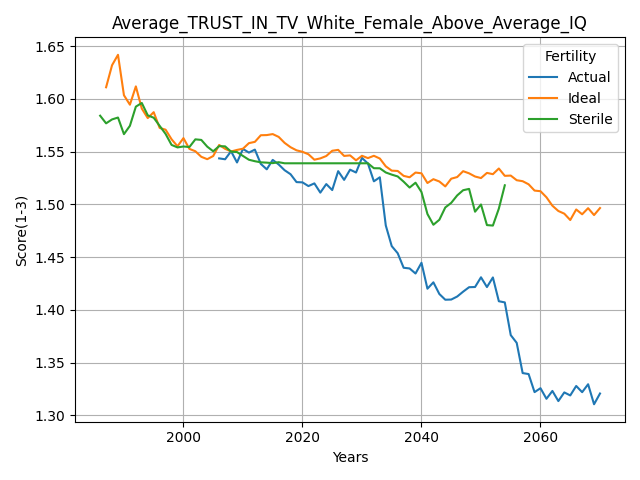 Average_TRUST_IN_TV_White_Female_Above_Average_IQ
Fertility
Actual
Ideal
Sterile
Score(1-3)
1.65
1.60
1.55
1.50
1.45
1.40
1.35
1.30
2000
2020
2040
2060
Years